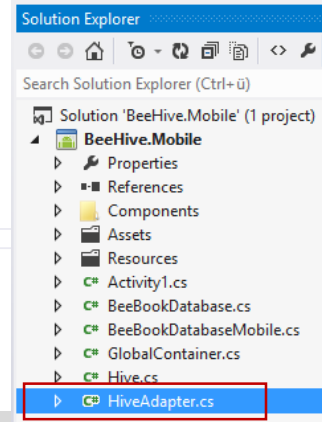 Solution Explorer
Search Solution Explorer (Ctrl+ü)
Solution 'BeeHive.Mobile' (1 project)
BeeHive.Mobile
Properties
References
Components
Assets
Resources
C# Activity1.cs
C# BeeBookDatabase.cs
C# BeeBookDatabaseMobile.cs
C# GlobalContainer.cs
C# Hive.cs
C# HiveAdapter.cs